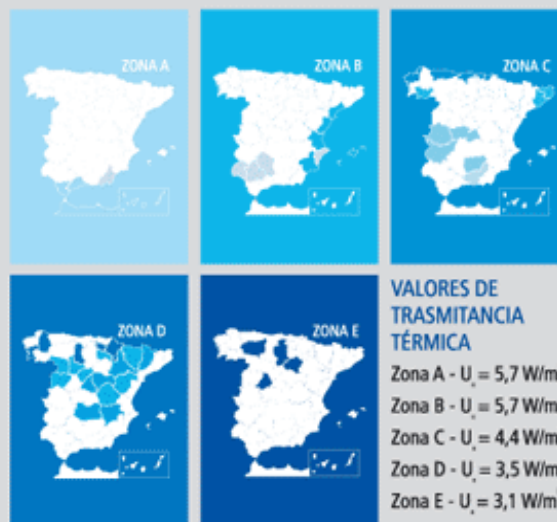 ZONA A
ZONA B
ZONA C
ZONA D
ZONA E
VALORES DE
TRASMITANCIA
TÉRMICA
Zona A - U = 5,7 W/m
Zona B - U = 5,7 W/m
Zona C - U = 4,4 W/m
Zona D - U = 3,5 W/m
Zona E - U = 3,1 W/m